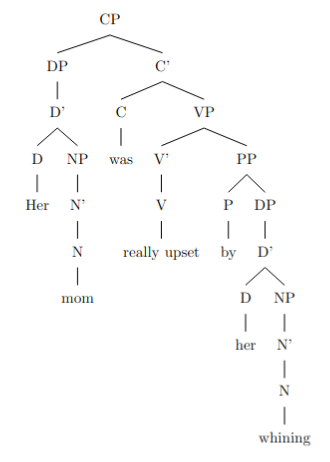 CP
DP C'
D' C VP
D NP was V' PP
Her N' V P DP
N really upset by D'
mom D NP
her N'
N
whining